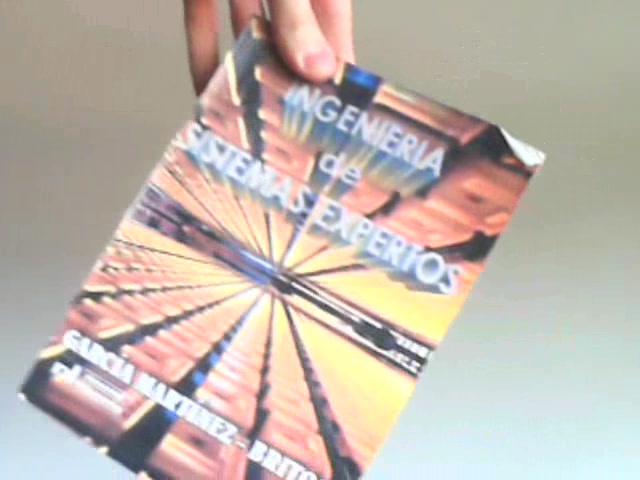 INGENIERIA
de
SISTEMAS EXPERTOS
GARCIA MARTINEZ - BRITOS